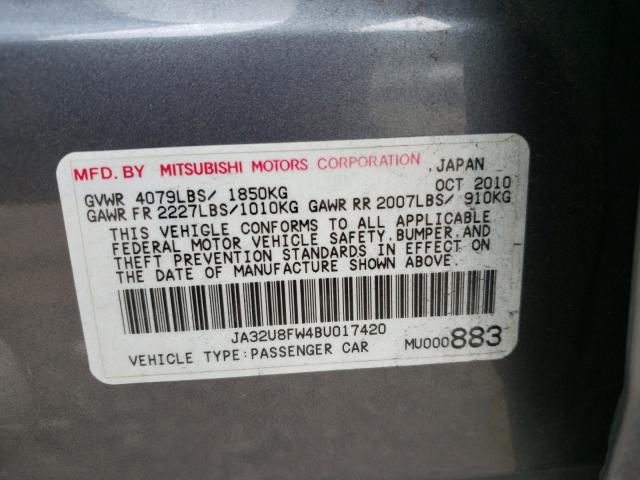 MFD. BY MITSUBISHI MOTORS CORPORATION, JAPAN
GVWR 4079LBS/ 1850KG OCT 2010
GAWR FR 2227LBS/1010KG GAWR RR 2007LBS/ 910KG
THIS VEHICLE CONFORMS TO ALL APPLICABLE
FEDERAL MOTOR VEHICLE SAFETY, BUMPER, AND
THEFT PREVENTION STANDARDS IN EFFECT ON
THE DATE OF MANUFACTURE SHOWN ABOVE.
JA32U8FW4BU017420
VEHICLE TYPE:PASSENGER CAR MU000883